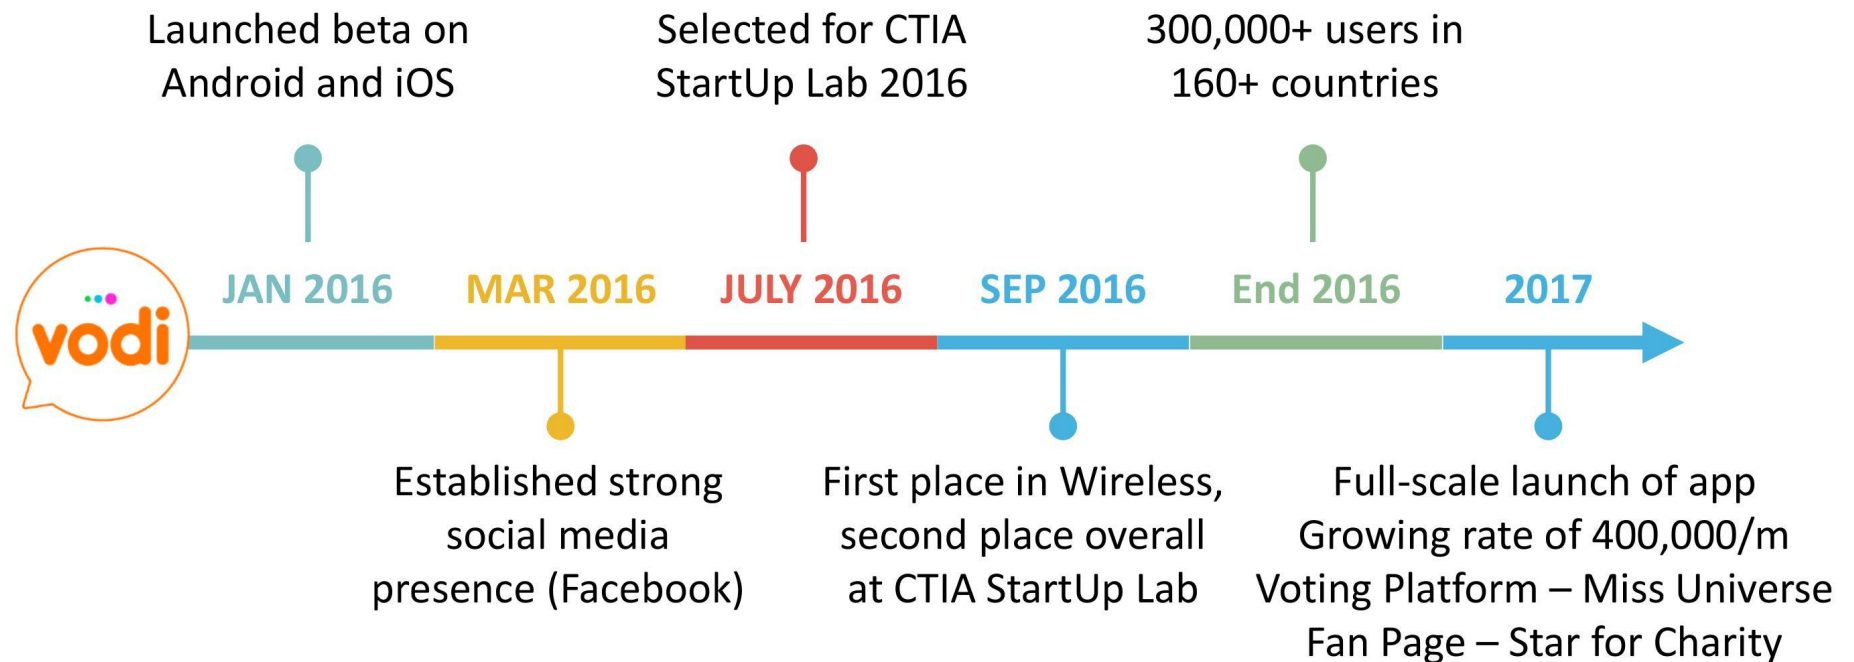 Launched beta on
Android and iOS
Selected for CTIA
StartUp Lab 2016
300,000+ users in
160+ countries
vodi
JAN 2016
MAR 2016
JULY 2016
SEP 2016
End 2016
2017
Established strong
social media
presence (Facebook)
First place in Wireless,
second place overall
at CTIA StartUp Lab
Full-scale launch of app
Growing rate of 400,000/m
Voting Platform – Miss Universe
Fan Page – Star for Charity